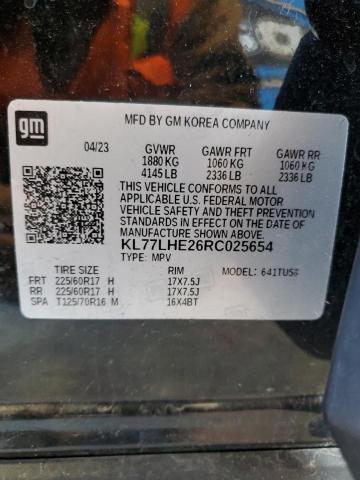 gm
MFD BY GM KOREA COMPANY
04/23 GVWR GAWR FRT GAWR RR
1880 KG 1060 KG 1060 KG
4145 LB 2336 LB 2336 LB
THIS VEHICLE CONFORMS TO ALL
APPLICABLE U.S. FEDERAL MOTOR
VEHICLE SAFETY AND THEFT PREVENTION
STANDARDS IN EFFECT ON THE DATE OF
MANUFACTURE SHOWN ABOVE.
KL77LHE26RC025654
TYPE: MPV
TIRE SIZE RIM MODEL: 641TUS8
FRT 225/60R17 H 17X7.5J
RR 225/60R17 H 17X7.5J
SPA T125/70R16 M 16X4BT